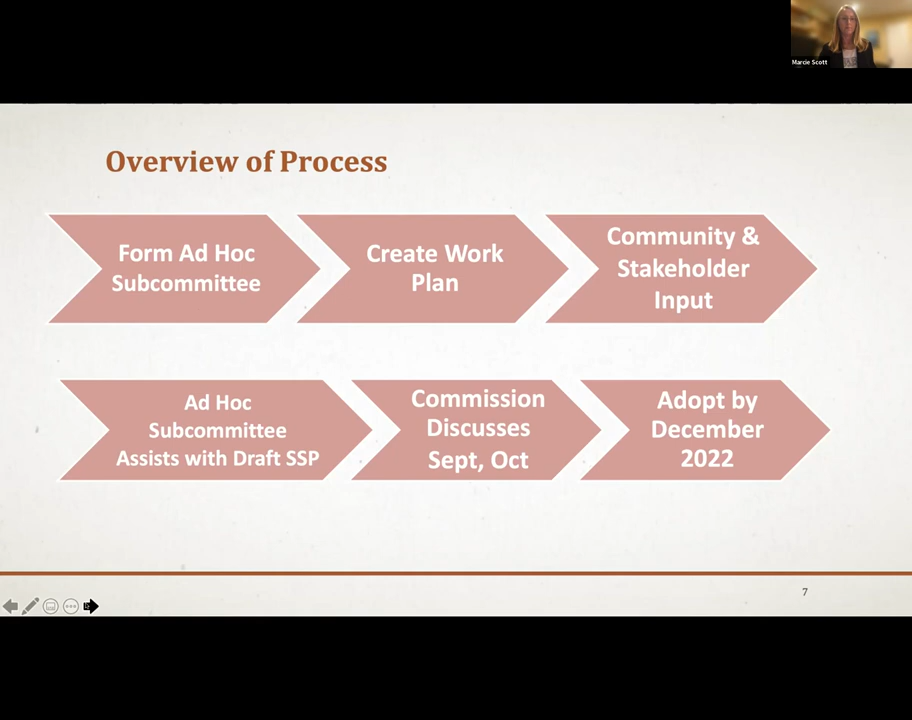 Marcie Scott
Overview of Process
Form Ad Hoc
Subcommittee
Create Work
Plan
Community &
Stakeholder
Input
Ad Hoc
Subcommittee
Assists with Draft SSP
Commission
Discusses
Sept, Oct
Adopt by
December
2022
7